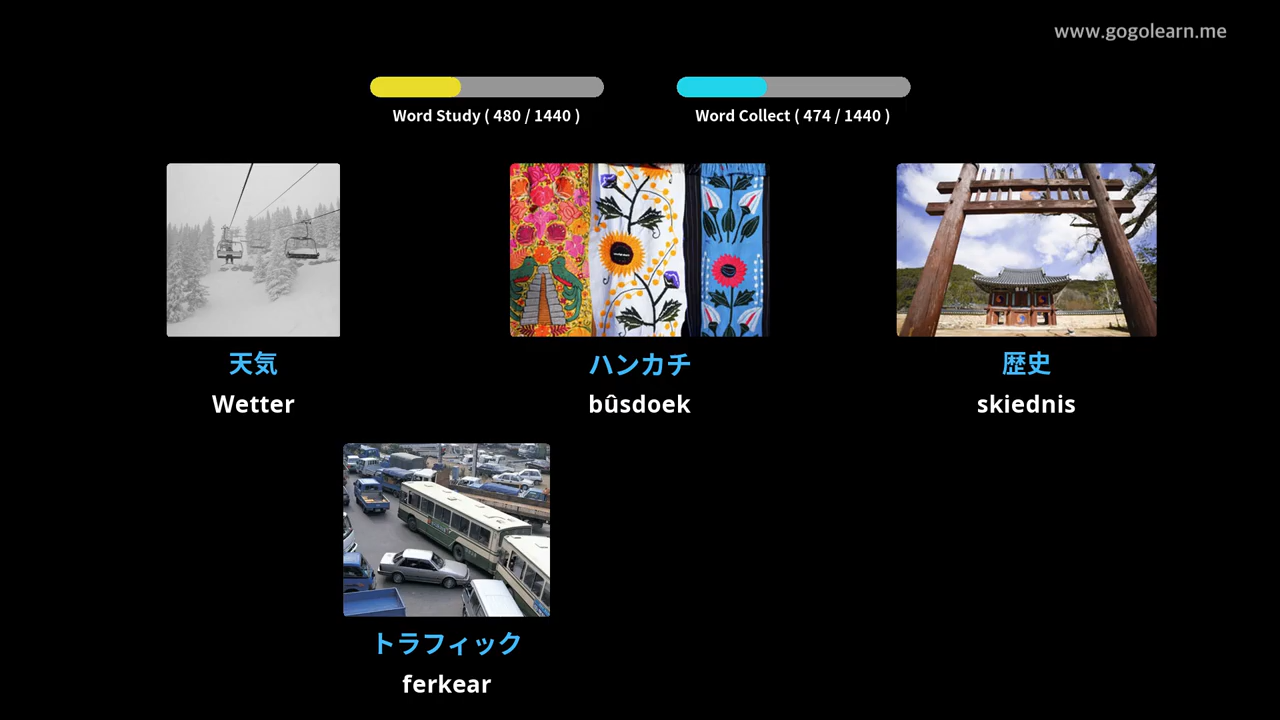 www.gogolearn.me
Word Study ( 480 / 1440 )
Word Collect ( 474 / 1440 )
天気
Wetter
ハンカチ
bûsdoek
歴史
skiednis
トラフィック
ferkear